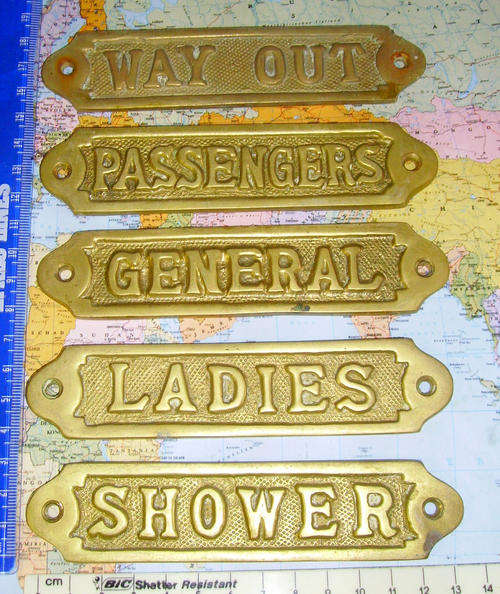 WAY OUT
PASSENGERS
GENERAL
LADIES
SHOWER
cm BIC Shatter Resistant